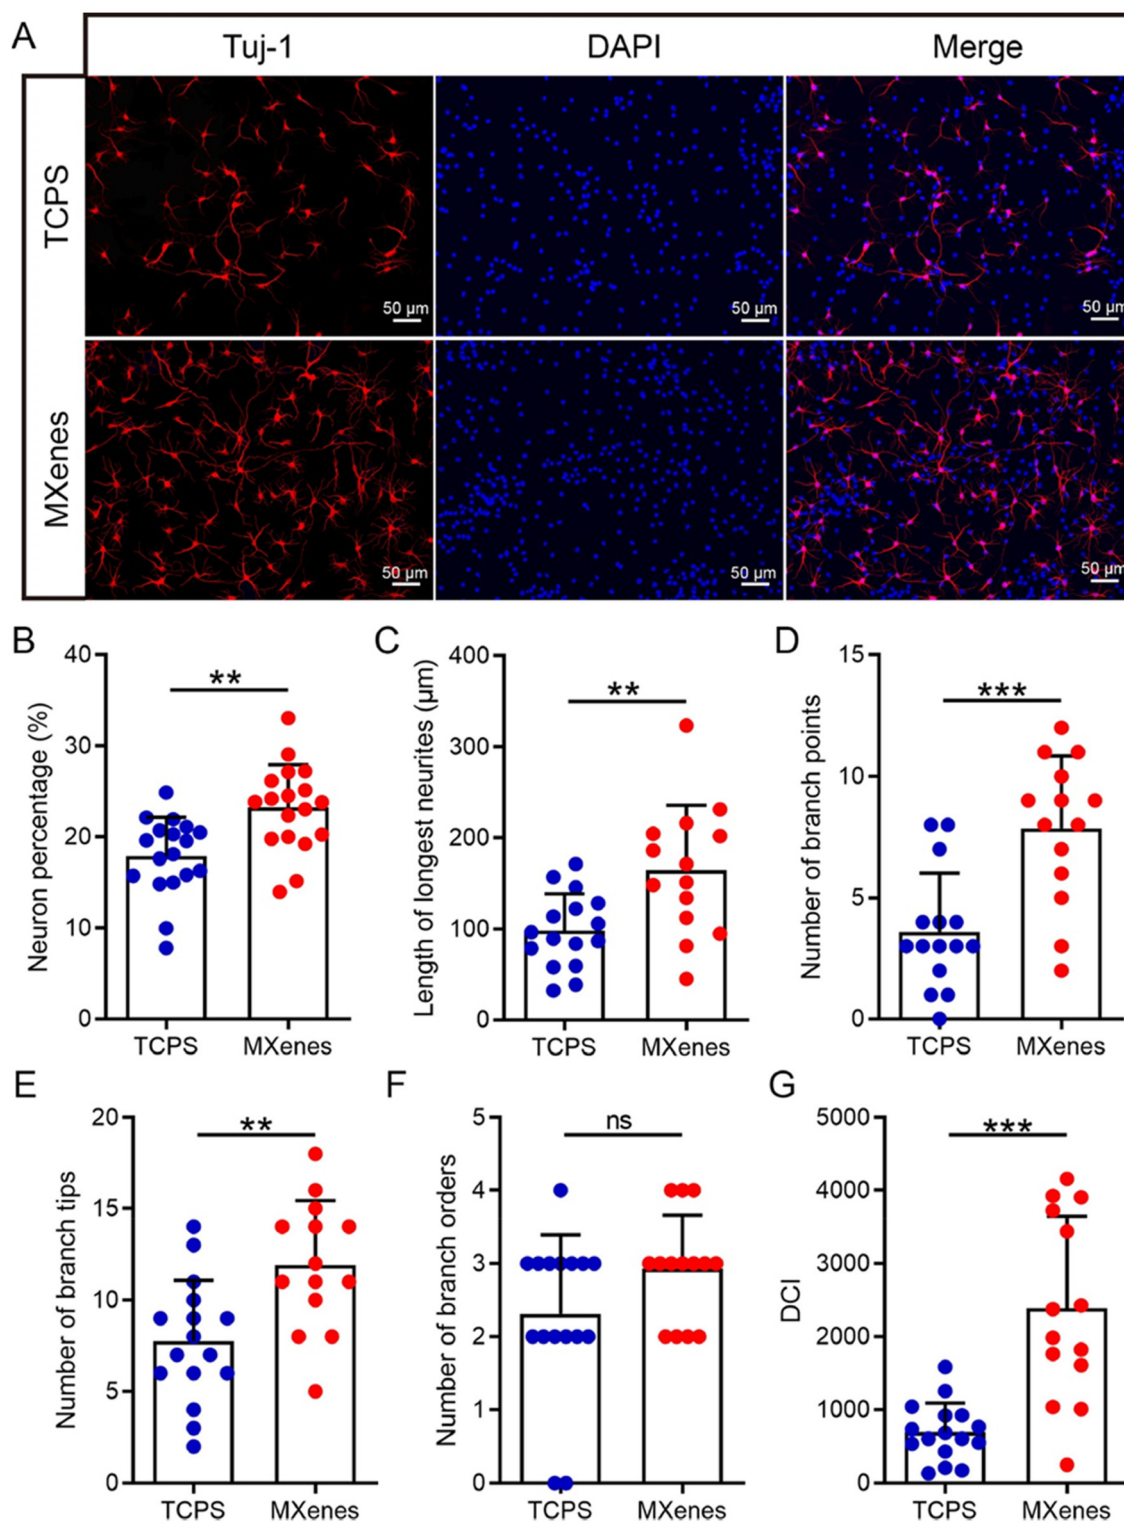 A
Tuj-1 DAPI Merge
TCPS
50 µm 50 µm 50 µm
MXenes
50 µm 50 µm 50 µm
B
Neuron percentage (%)
40
30
20
10
0
**
TCPS MXenes
C
Length of longest neurites (µm)
400
300
200
100
0
**
TCPS MXenes
D
Number of branch points
15
10
5
0
***
TCPS MXenes
E
Number of branch tips
20
15
10
5
0
**
TCPS MXenes
F
Number of branch orders
5
4
3
2
1
0
ns
TCPS MXenes
G
DCI
5000
4000
3000
2000
1000
0
***
TCPS MXenes